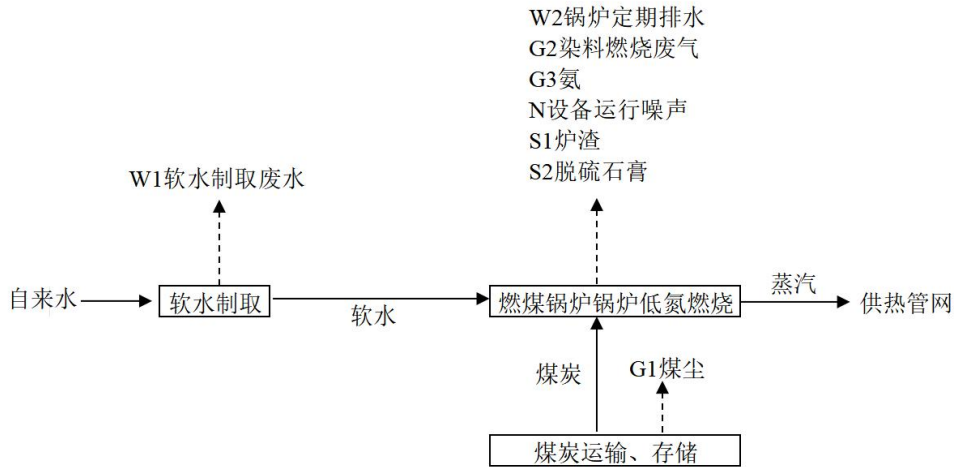 W2锅炉定期排水
G2染料燃烧废气
G3氨
N设备运行噪声
S1炉渣
S2脱硫石膏
W1软水制取废水
自来水
软水制取
软水
燃煤锅炉锅炉低氮燃烧
蒸汽
供热管网
煤炭
G1煤尘
煤炭运输、存储